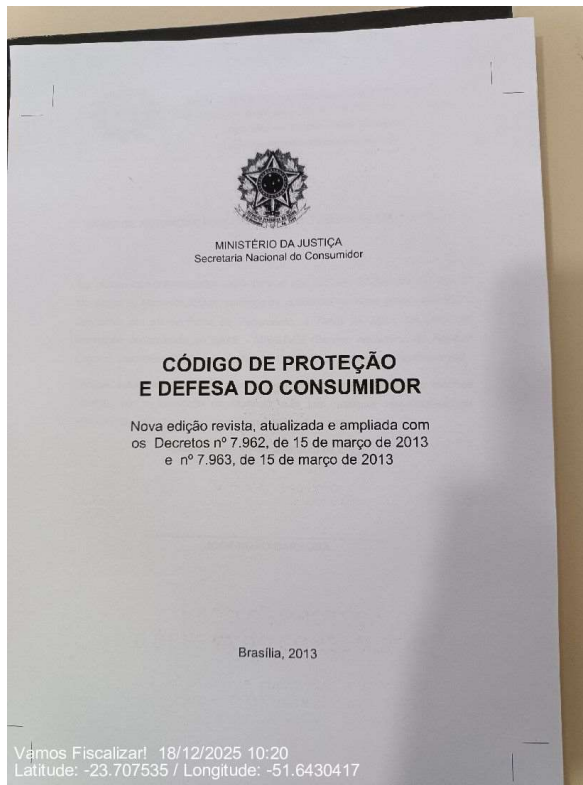 MINISTÉRIO DA JUSTIÇA
Secretaria Nacional do Consumidor
CÓDIGO DE PROTEÇÃO
E DEFESA DO CONSUMIDOR
Nova edição revista, atualizada e ampliada com
os Decretos nº 7.962, de 15 de março de 2013
e nº 7.963, de 15 de março de 2013
Brasília, 2013
Vamos Fiscalizar! 18/12/2025 10:20
Latitude: -23.707535 / Longitude: -51.6430417